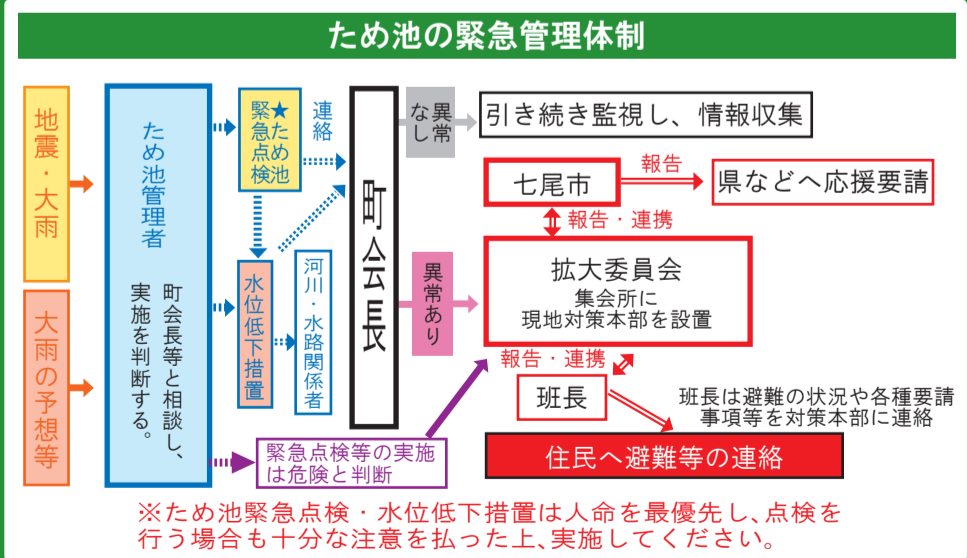 ため池の緊急管理体制
地震・大雨
大雨の予想等
ため池管理者
町会長等と相談し、
実施を判断する。
★ため池
緊急点検
連絡
水位低下措置
河川・水路関係者
町会長
異常
なし
引き続き監視し、情報収集
七尾市
報告
県などへ応援要請
報告・連携
異常あり
拡大委員会
集会所に
現地対策本部を設置
報告・連携
班長
班長は避難の状況や各種要請
事項等を対策本部に連絡
緊急点検等の実施
は危険と判断
住民へ避難等の連絡
※ため池緊急点検・水位低下措置は人命を最優先し、点検を
行う場合も十分な注意を払った上、実施してください。